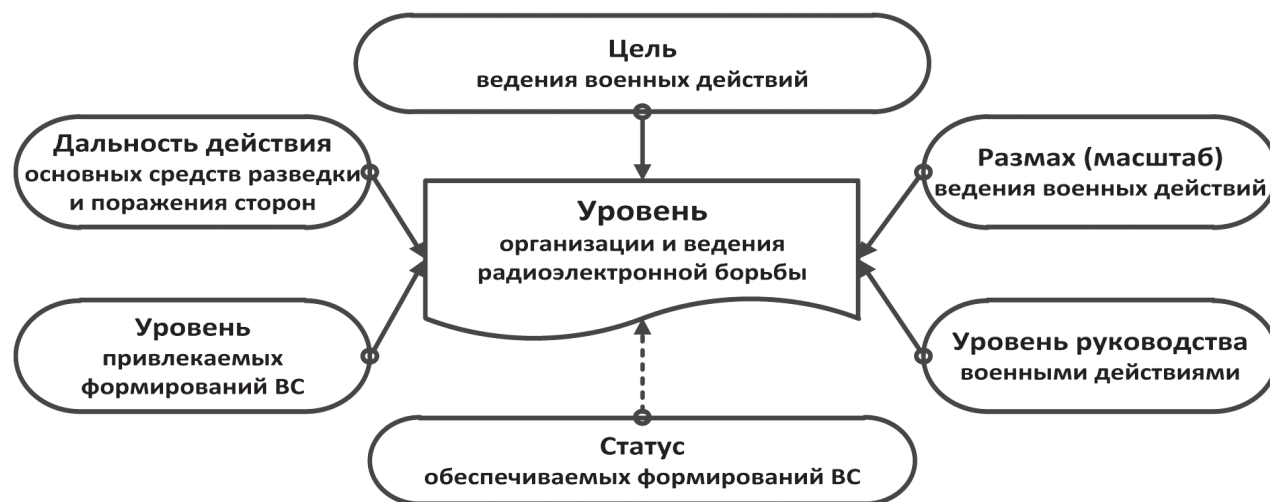 Цель
ведения военных действий
Дальность действия
основных средств разведки
и поражения сторон
Размах (масштаб)
ведения военных действий
Уровень
организации и ведения
радиоэлектронной борьбы
Уровень
привлекаемых
формирований ВС
Уровень руководства
военными действиями
Статус
обеспечиваемых формирований ВС